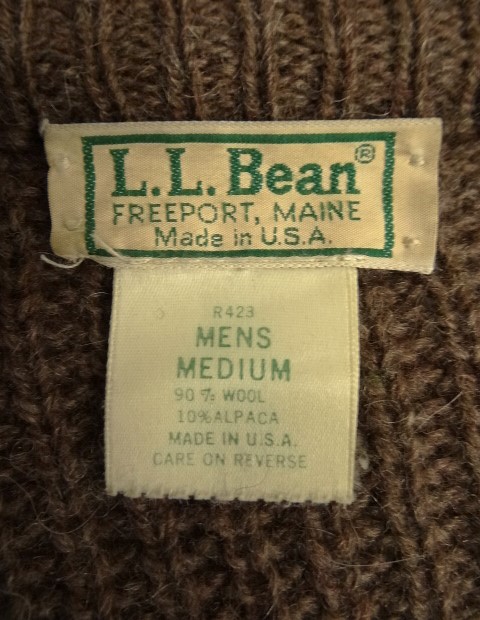 L.L. Bean®
FREEPORT, MAINE
Made in U.S.A.
R423
MENS
MEDIUM
90% WOOL
10% ALPACA
MADE IN U.S.A.
CARE ON REVERSE